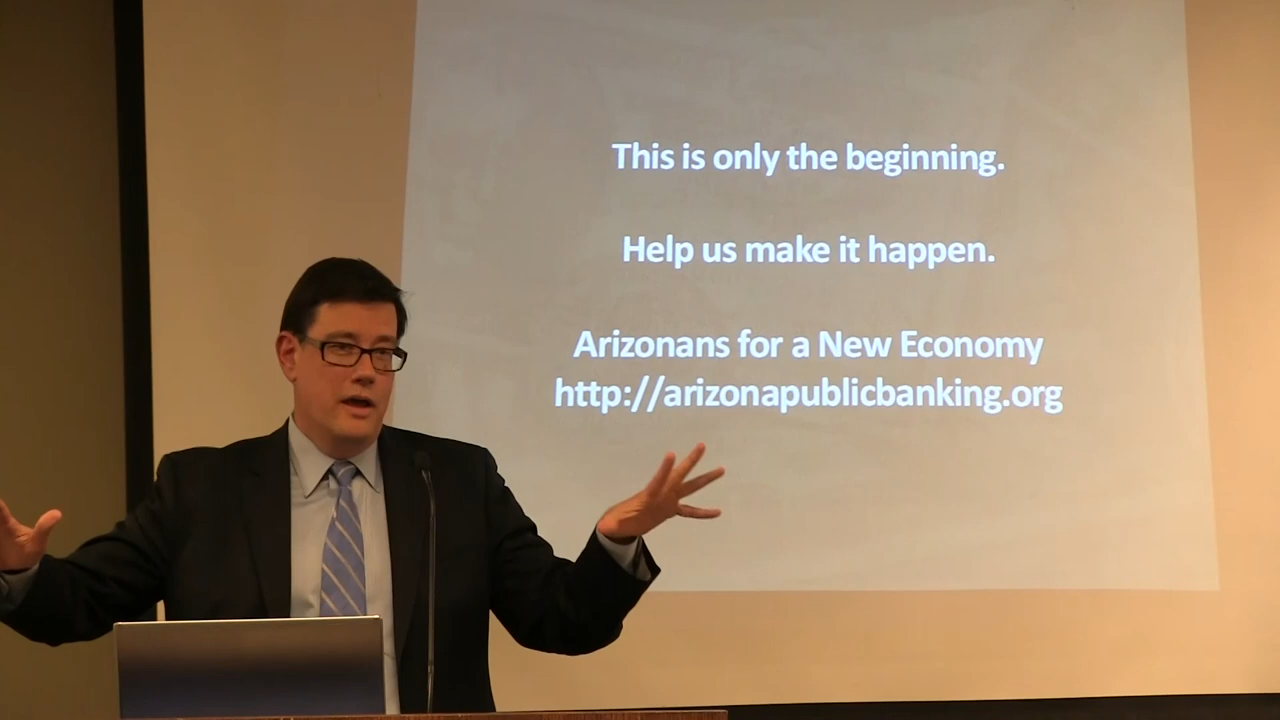 This is only the beginning.
Help us make it happen.
Arizonans for a New Economy
http://arizonapublicbanking.org